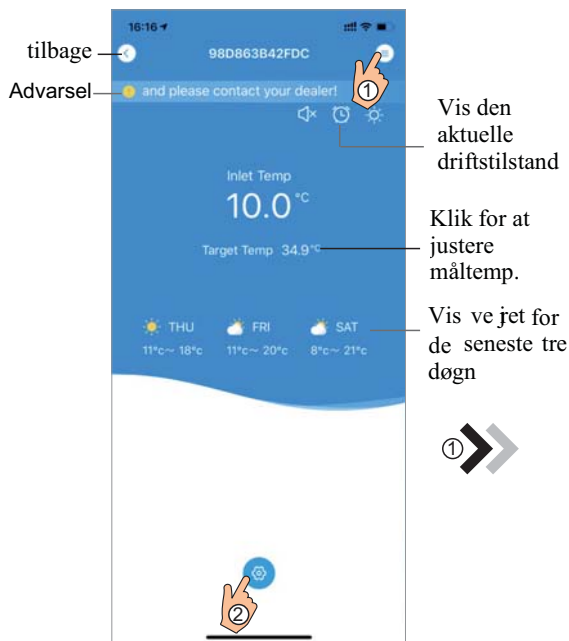 16:16
tilbage
98D863B42FDC
Advarsel
and please contact your dealer!
①
Vis den
aktuelle
driftstilstand
Inlet Temp
10.0 °C
Target Temp 34.9 °C
Klik for at
justere
måltemp.
THU FRI SAT
11°c~ 18°c 11°c~ 20°c 8°c~ 21°c
Vis ve jret for
de seneste tre
døgn
①
②